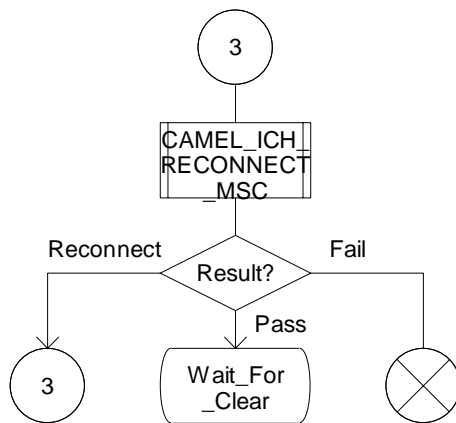 3
CAMEL_ICH_
RECONNECT
_MSC
Reconnect
Result?
Fail
Pass
3
Wait_For
_Clear